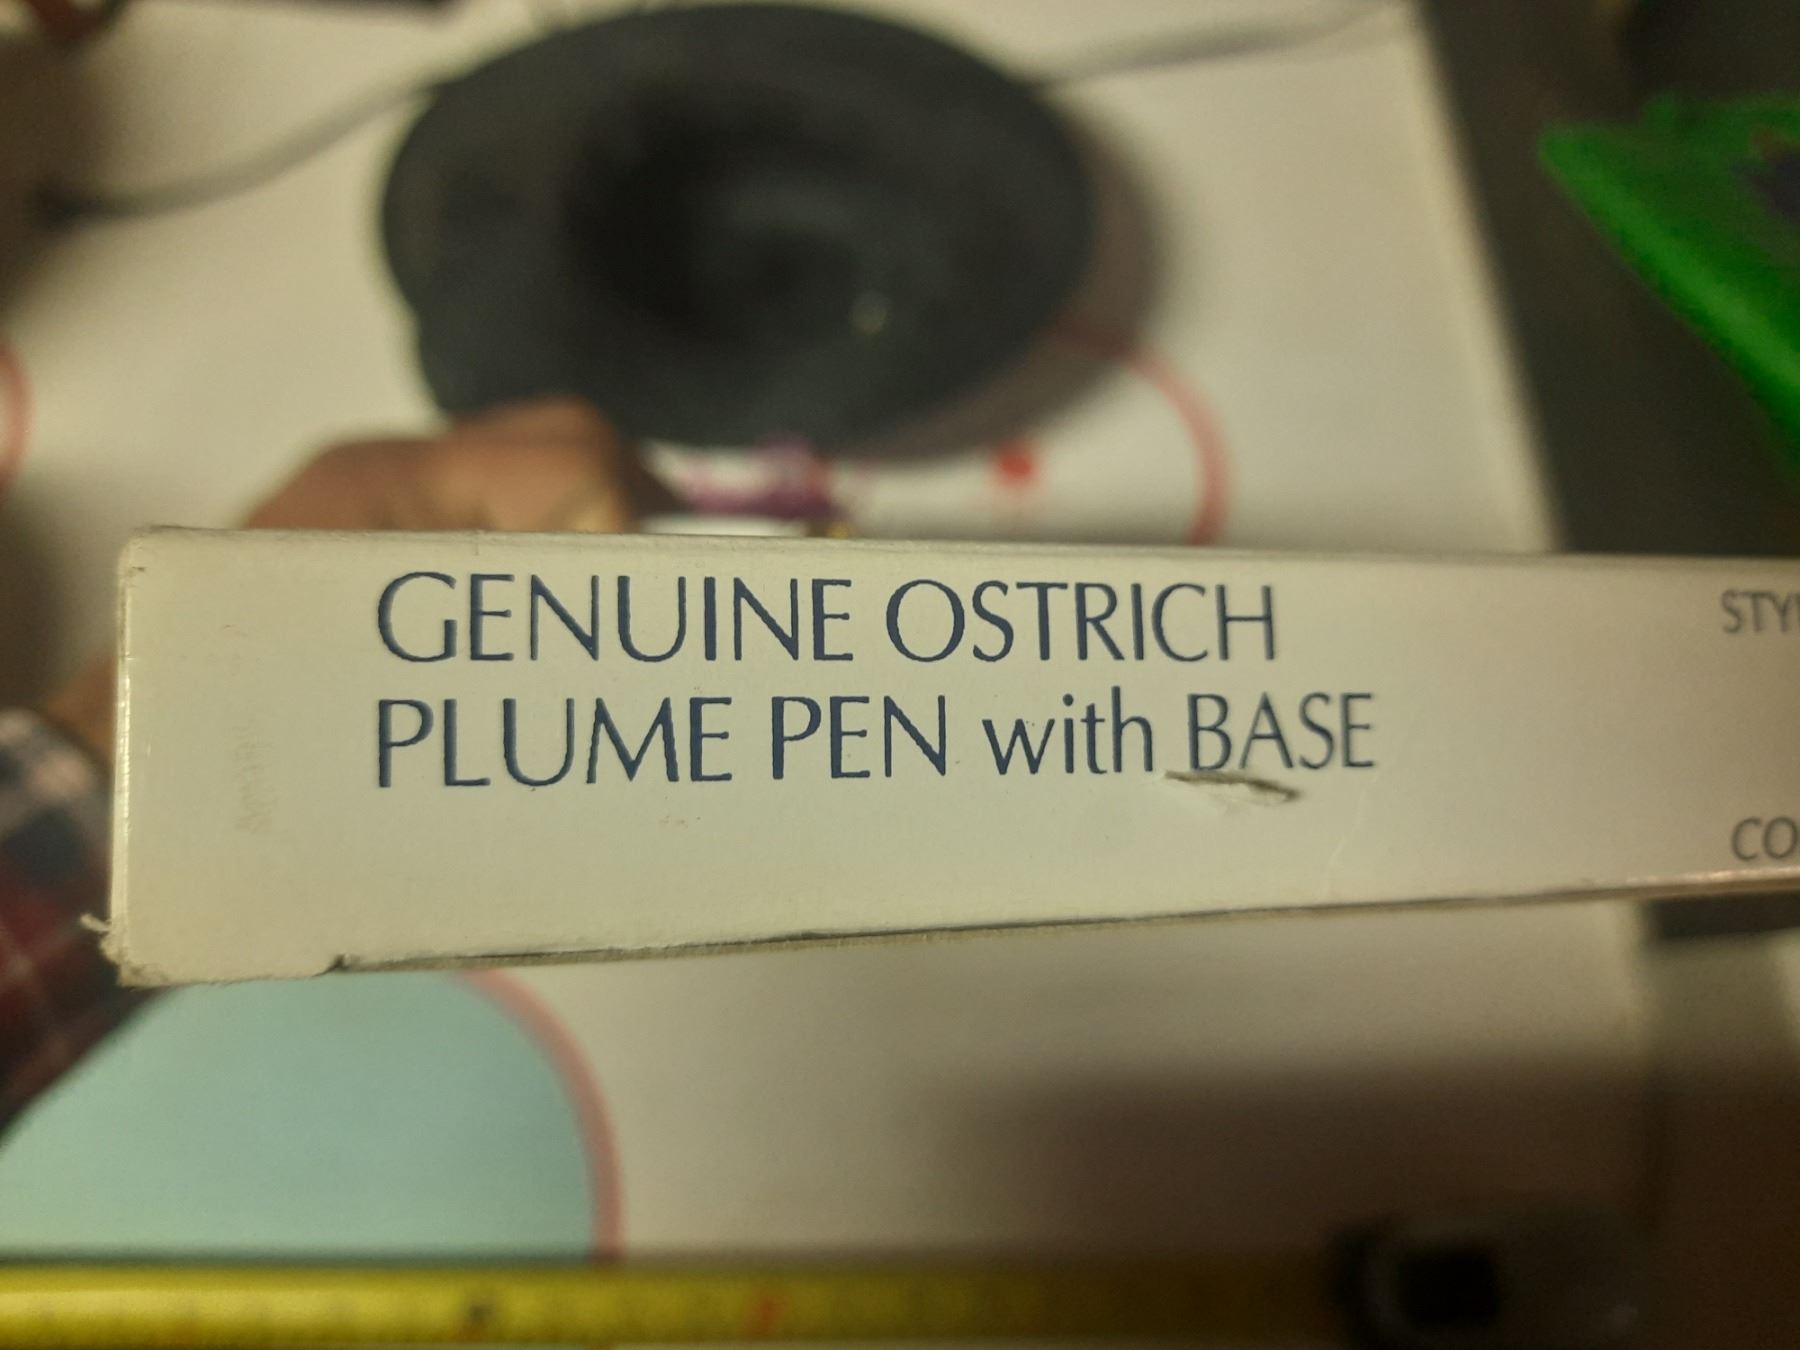 GENUINE OSTRICH
PLUME PEN with BASE